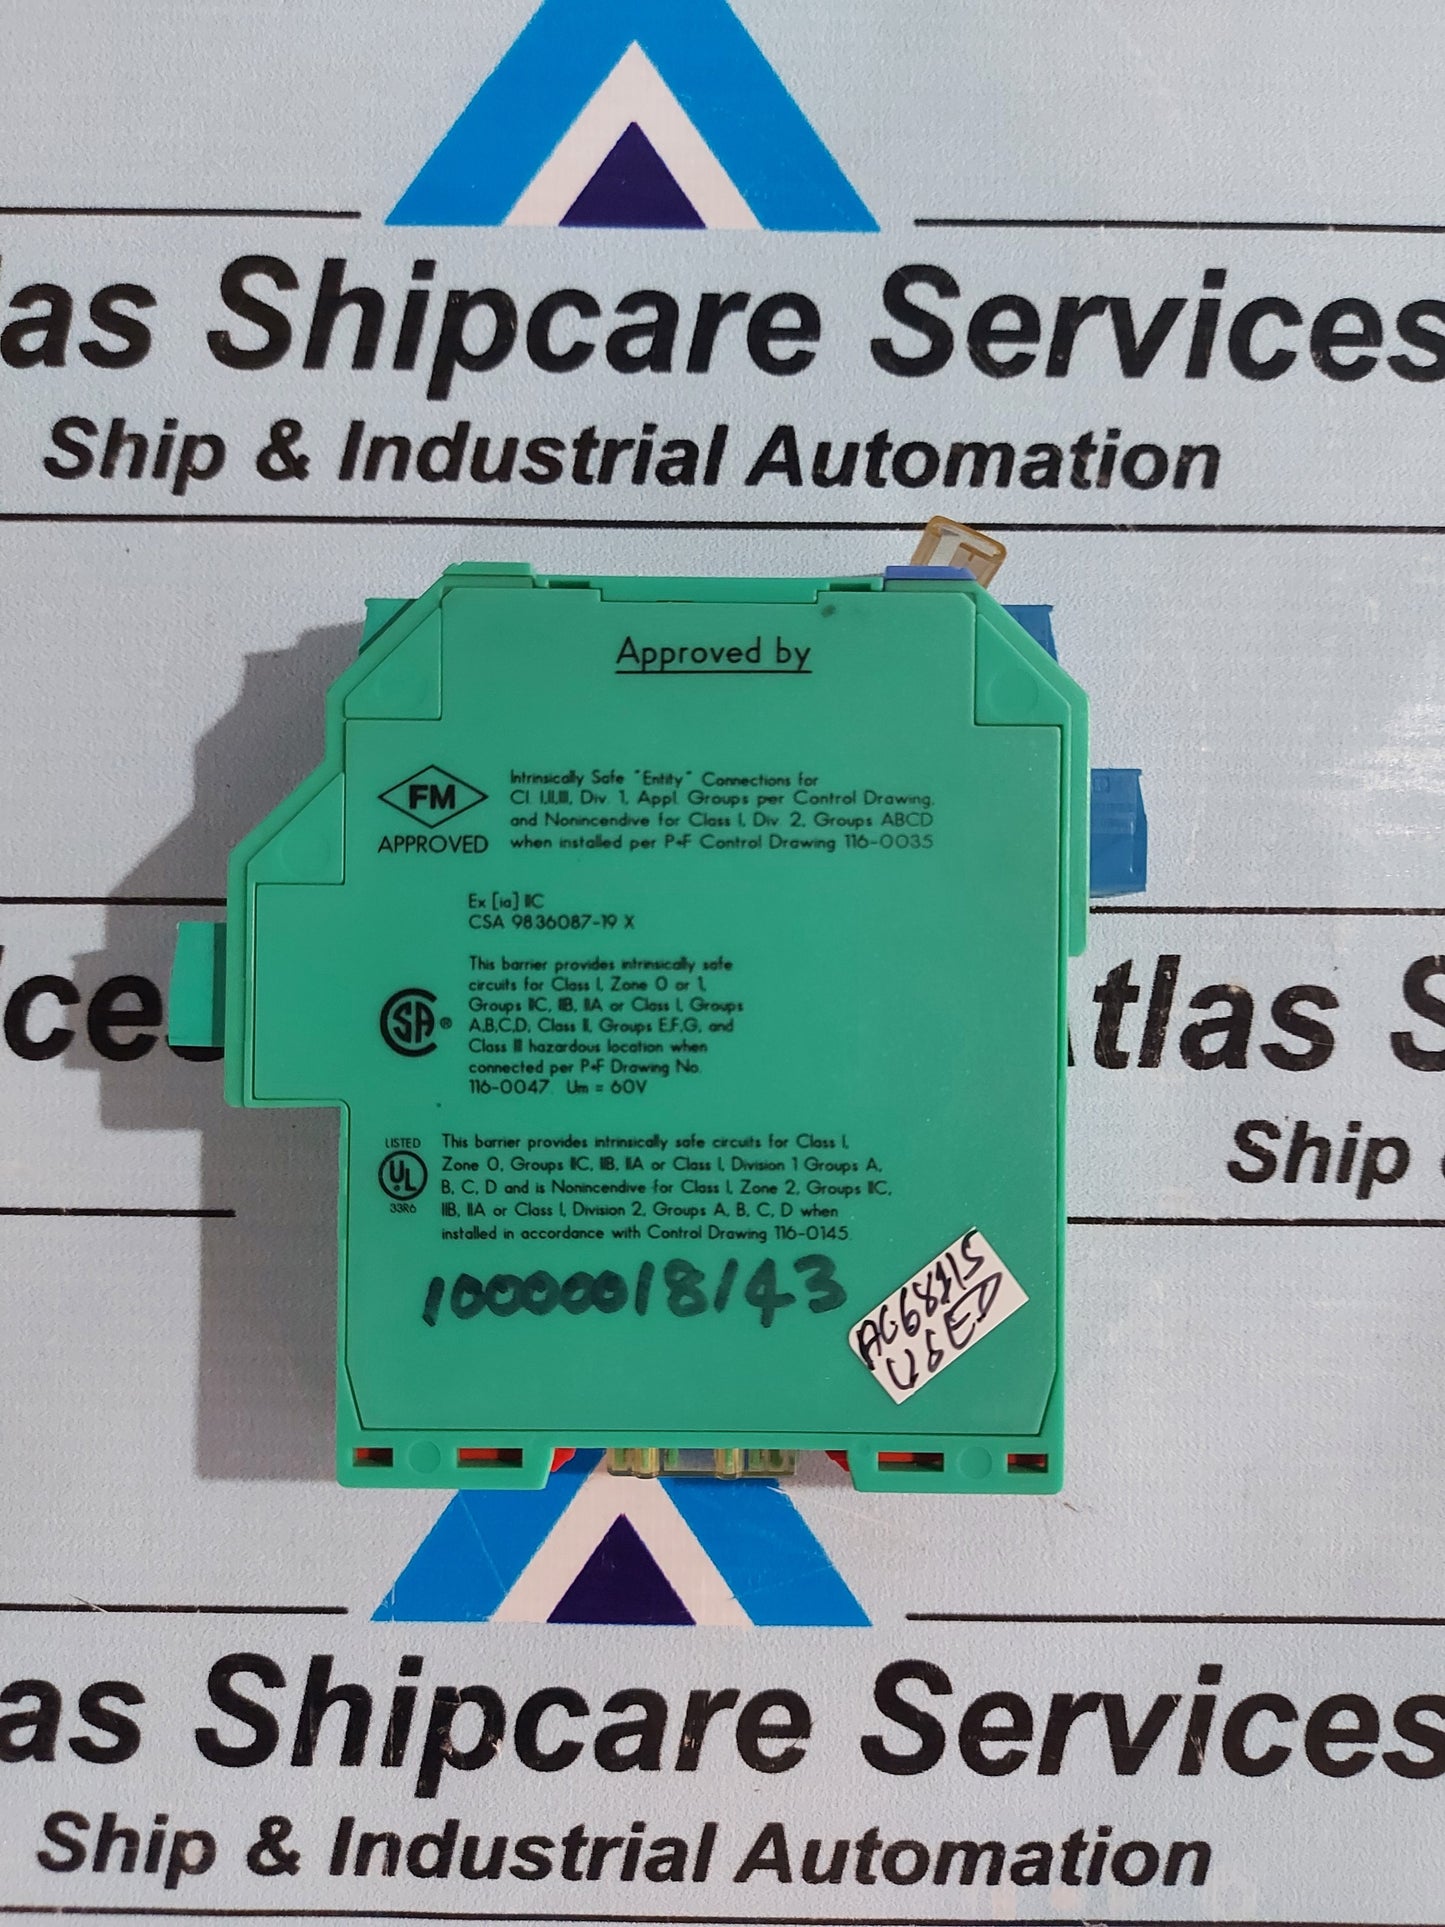 las Shipcare Services
Ship & Industrial Automation
Approved by
FM
APPROVED
Intrinsically Safe "Entity" Connections for
Cl. I,II,III, Div. 1, Appl. Groups per Control Drawing,
and Nonincendive for Class I, Div. 2, Groups ABCD
when installed per P+F Control Drawing 116-0035
Ex [ia] IIC
CSA 9836087-19 X
This barrier provides intrinsically safe
circuits for Class I, Zone 0 or 1,
Groups IIC, IIB, IIA or Class I, Groups
A,B,C,D, Class II, Groups E,F,G, and
Class III hazardous location when
connected per P+F Drawing No.
116-0047. Um = 60V
SA ®
LISTED
UL
33R6
This barrier provides intrinsically safe circuits for Class I,
Zone 0, Groups IIC, IIB, IIA or Class I, Division 1 Groups A,
B, C, D and is Nonincendive for Class I, Zone 2, Groups IIC,
IIB, IIA or Class I, Division 2, Groups A, B, C, D when
installed in accordance with Control Drawing 116-0145.
10000018143
USED
ices
Atlas S
Ship
as Shipcare Services
Ship & Industrial Automation